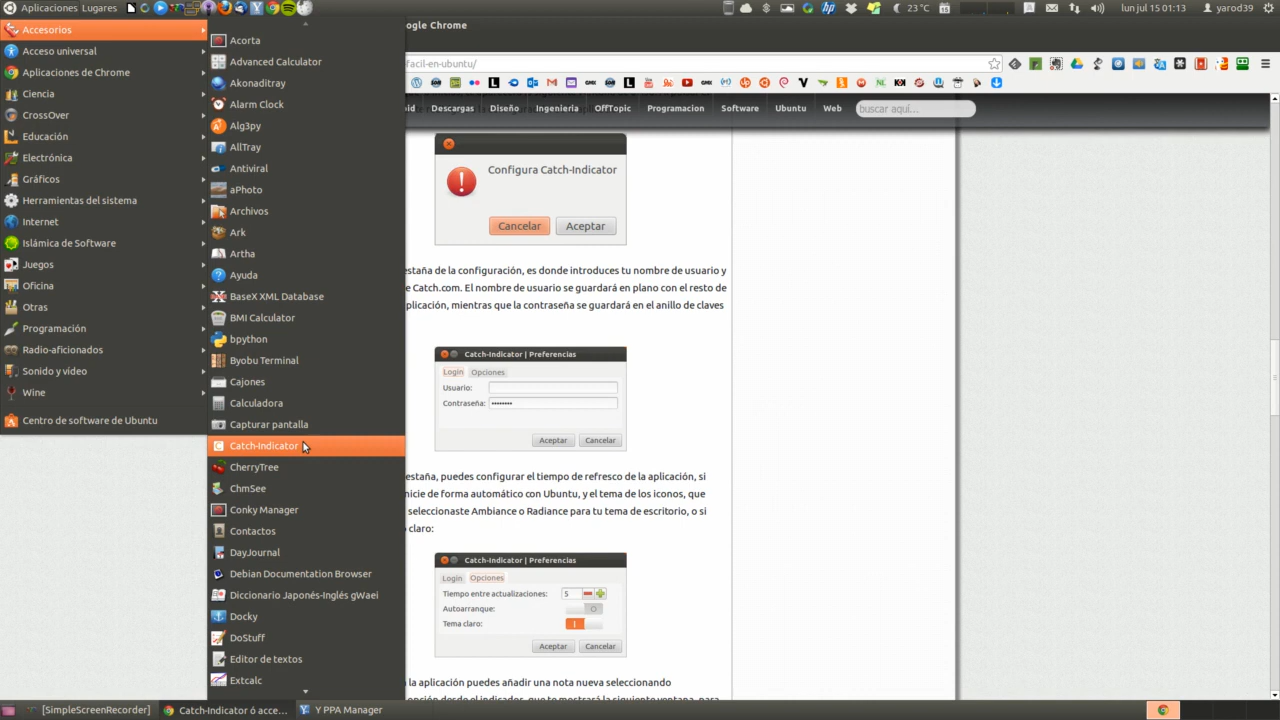 Aplicaciones Lugares
23 °C
lun jul 15 01:13
yarod39
ogle Chrome
facil-en-ubuntu/
oid Descargas Diseño Ingenieria OffTopic Programacion Software Ubuntu Web buscar aquí...
Accesorios
Acceso universal
Aplicaciones de Chrome
Ciencia
CrossOver
Educación
Electrónica
Gráficos
Herramientas del sistema
Internet
Islámica de Software
Juegos
Oficina
Otras
Programación
Radio-aficionados
Sonido y vídeo
Wine
Centro de software de Ubuntu
Acorta
Advanced Calculator
Akonaditray
Alarm Clock
Alg3py
AllTray
Antiviral
aPhoto
Archivos
Ark
Artha
Ayuda
BaseX XML Database
BMI Calculator
bpython
Byobu Terminal
Cajones
Calculadora
Capturar pantalla
Catch-Indicator
CherryTree
ChmSee
Conky Manager
Contactos
DayJournal
Debian Documentation Browser
Diccionario Japonés-Inglés gWaei
Docky
DoStuff
Editor de textos
Extcalc
Configura Catch-Indicator
Cancelar Aceptar
estaña de la configuración, es donde introduces tu nombre de usuario y
e Catch.com. El nombre de usuario se guardará en plano con el resto de
plicación, mientras que la contraseña se guardará en el anillo de claves
Catch-Indicator | Preferencias
Login Opciones
Usuario:
Contraseña: ••••••••
Aceptar Cancelar
estaña, puedes configurar el tiempo de refresco de la aplicación, si
nicie de forma automático con Ubuntu, y el tema de los iconos, que
seleccionaste Ambiance o Radiance para tu tema de escritorio, o si
claro:
Catch-Indicator | Preferencias
Login Opciones
Tiempo entre actualizaciones: 5
Autoarranque:
Tema claro:
Aceptar Cancelar
la aplicación puedes añadir una nota nueva seleccionando
[SimpleScreenRecorder] Catch-Indicator ó acce... Y PPA Manager